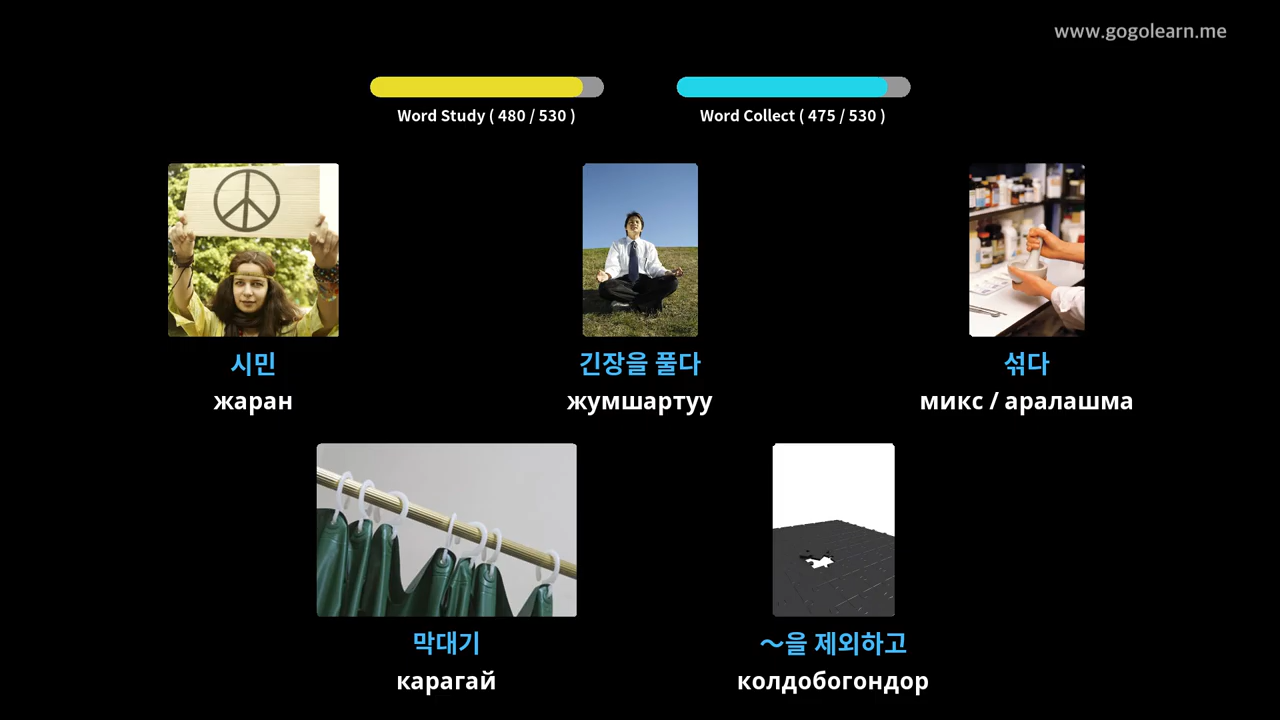 www.gogolearn.me
Word Study ( 480 / 530 )
Word Collect ( 475 / 530 )
시민
жаран
긴장을 풀다
жумшартуу
섞다
микс / аралашма
막대기
карагай
～을 제외하고
колдобогондор